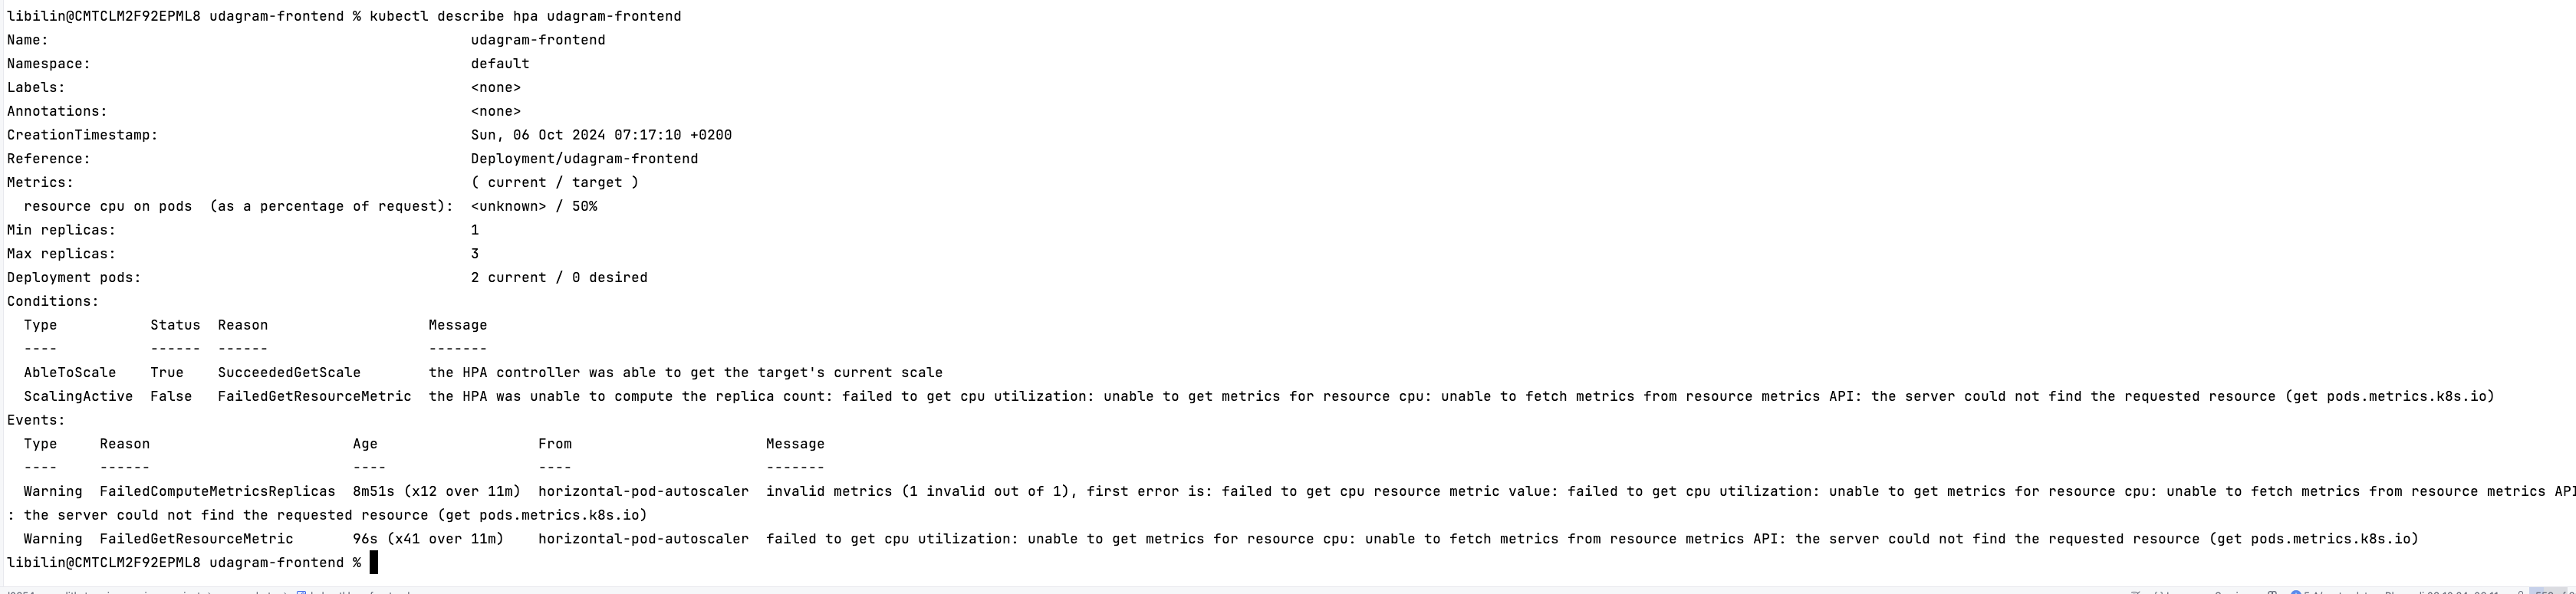 libilin@CMTCLM2F92EPML8 udagram-frontend % kubectl describe hpa udagram-frontend
Name:                                                  udagram-frontend
Namespace:                                             default
Labels:                                                <none>
Annotations:                                           <none>
CreationTimestamp:                                     Sun, 06 Oct 2024 07:17:10 +0200
Reference:                                             Deployment/udagram-frontend
Metrics:                                               ( current / target )
  resource cpu on pods  (as a percentage of request):  <unknown> / 50%
Min replicas:                                          1
Max replicas:                                          3
Deployment pods:                                       2 current / 0 desired
Conditions:
  Type           Status  Reason                   Message
  ----           ------  ------                   -------
  AbleToScale    True    SucceededGetScale        the HPA controller was able to get the target's current scale
  ScalingActive  False   FailedGetResourceMetric  the HPA was unable to compute the replica count: failed to get cpu utilization: unable to get metrics for resource cpu: unable to fetch metrics from resource metrics API: the server could not find the requested resource (get pods.metrics.k8s.io)
Events:
  Type     Reason                        Age                   From                       Message
  ----     ------                        ----                  ----                       -------
  Warning  FailedComputeMetricsReplicas  8m51s (x12 over 11m)  horizontal-pod-autoscaler  invalid metrics (1 invalid out of 1), first error is: failed to get cpu resource metric value: failed to get cpu utilization: unable to get metrics for resource cpu: unable to fetch metrics from resource metrics API
: the server could not find the requested resource (get pods.metrics.k8s.io)
  Warning  FailedGetResourceMetric       96s (x41 over 11m)    horizontal-pod-autoscaler  failed to get cpu utilization: unable to get metrics for resource cpu: unable to fetch metrics from resource metrics API: the server could not find the requested resource (get pods.metrics.k8s.io)
libilin@CMTCLM2F92EPML8 udagram-frontend %